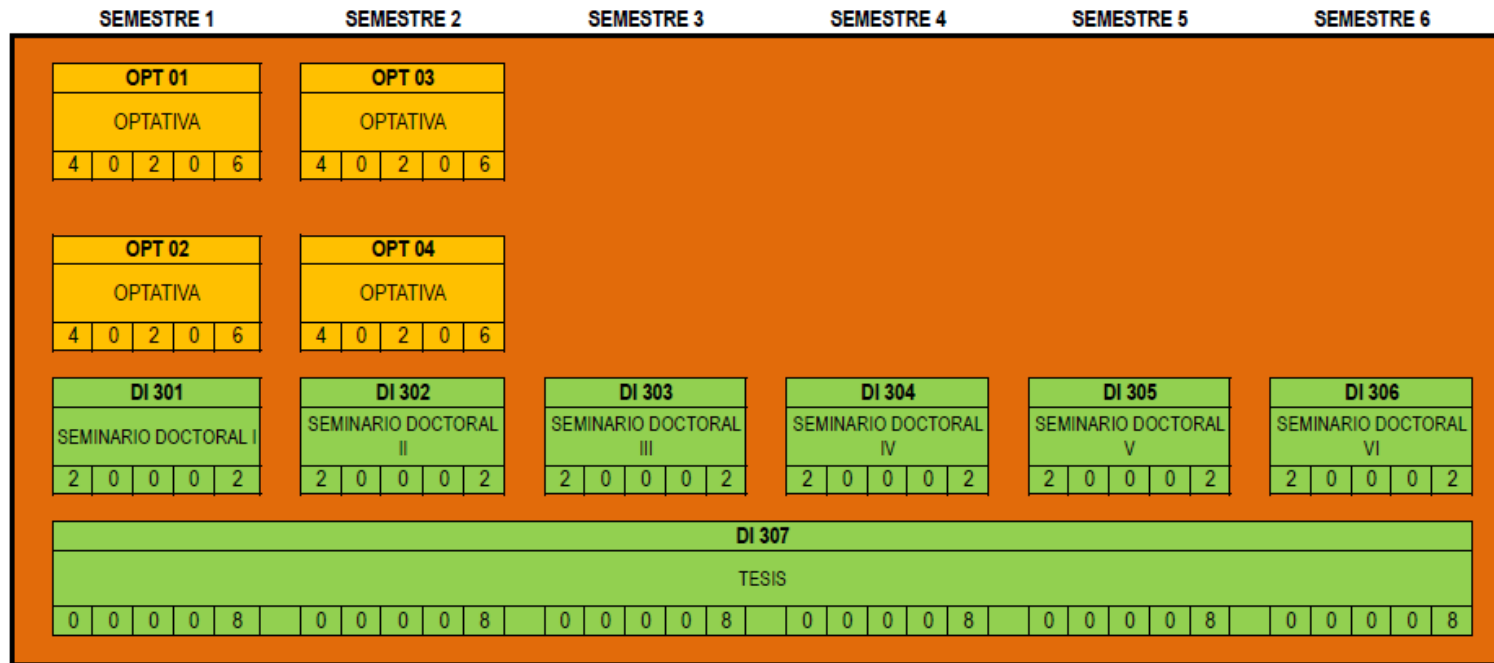 SEMESTRE 1 SEMESTRE 2 SEMESTRE 3 SEMESTRE 4 SEMESTRE 5 SEMESTRE 6
OPT 01 OPT 03
OPTATIVA OPTATIVA
4 0 2 0 6 4 0 2 0 6
OPT 02 OPT 04
OPTATIVA OPTATIVA
4 0 2 0 6 4 0 2 0 6
DI 301 DI 302 DI 303 DI 304 DI 305 DI 306
SEMINARIO DOCTORAL I SEMINARIO DOCTORAL II SEMINARIO DOCTORAL III SEMINARIO DOCTORAL IV SEMINARIO DOCTORAL V SEMINARIO DOCTORAL VI
2 0 0 0 2 2 0 0 0 2 2 0 0 0 2 2 0 0 0 2 2 0 0 0 2 2 0 0 0 2
DI 307
TESIS
0 0 0 0 8 0 0 0 0 8 0 0 0 0 8 0 0 0 0 8 0 0 0 0 8 0 0 0 0 8